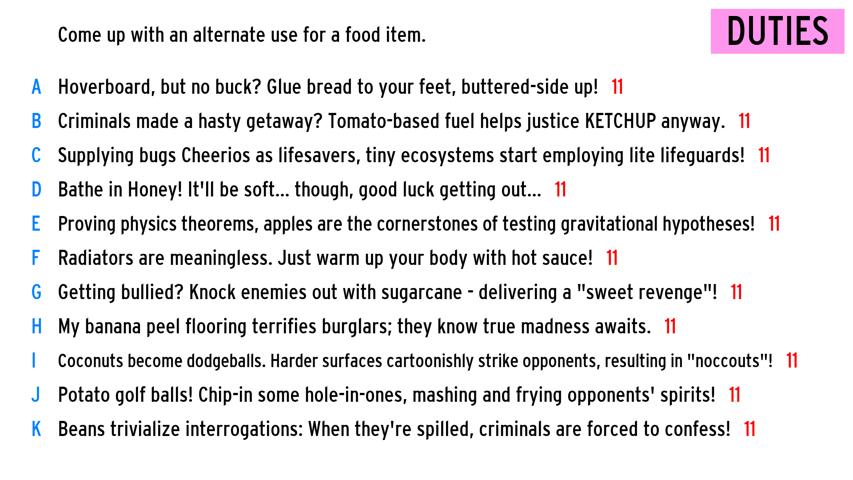 Come up with an alternate use for a food item.
DUTIES
A Hoverboard, but no buck? Glue bread to your feet, buttered-side up! 11
B Criminals made a hasty getaway? Tomato-based fuel helps justice KETCHUP anyway. 11
C Supplying bugs Cheerios as lifesavers, tiny ecosystems start employing lite lifeguards! 11
D Bathe in Honey! It'll be soft... though, good luck getting out... 11
E Proving physics theorems, apples are the cornerstones of testing gravitational hypotheses! 11
F Radiators are meaningless. Just warm up your body with hot sauce! 11
G Getting bullied? Knock enemies out with sugarcane - delivering a "sweet revenge"! 11
H My banana peel flooring terrifies burglars; they know true madness awaits. 11
I Coconuts become dodgeballs. Harder surfaces cartoonishly strike opponents, resulting in "noccouts"! 11
J Potato golf balls! Chip-in some hole-in-ones, mashing and frying opponents' spirits! 11
K Beans trivialize interrogations: When they're spilled, criminals are forced to confess! 11